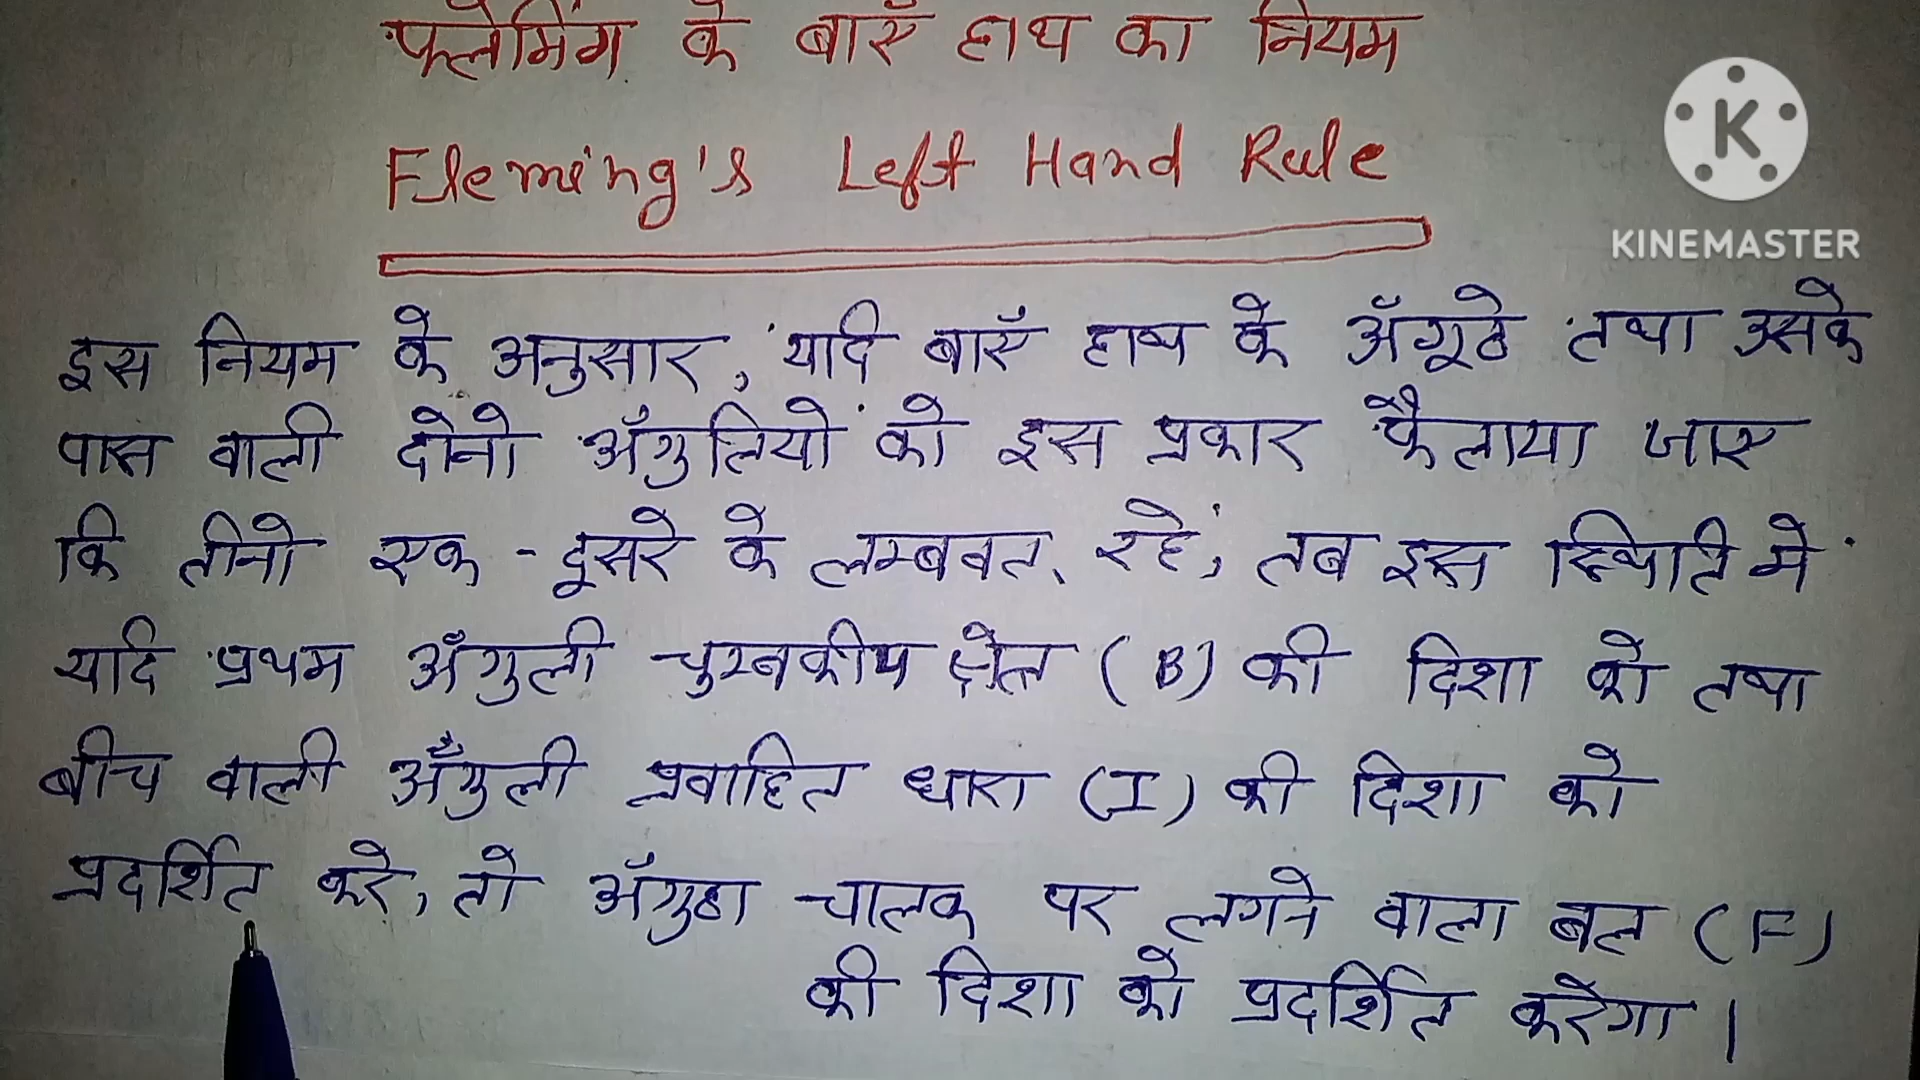 फ्लेमिंग के बाएँ हाथ का नियम
Fleming's Left Hand Rule
K
KINEMASTER
इस नियम के अनुसार, यदि बाएँ हाथ के अँगूठे तथा उसके
पास वाली दोनो अँगुलियों को इस प्रकार फैलाया जाए
कि तीनो एक - दूसरे के लम्बवत् रहें, तब इस स्थिति में
यदि प्रथम अँगुली चुम्बकीय क्षेत्र (B) की दिशा को तथा
बीच वाली अँगुली प्रवाहित धारा (I) की दिशा को
प्रदर्शित करे, तो अँगुठा चालक पर लगने वाला बल (F)
की दिशा को प्रदर्शित करेगा।